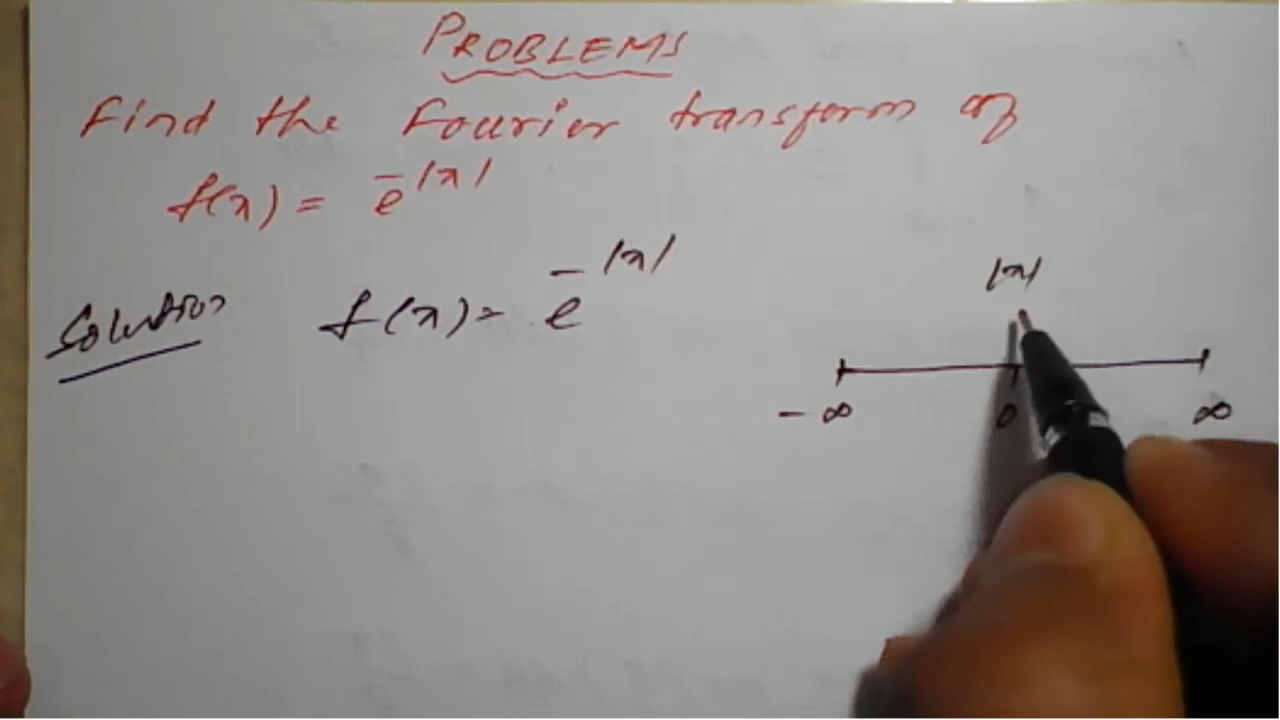 PROBLEMS
Find the Fourier transform of
f(x) = e^-|x|
Solution f(x) = e^-|x|
|x|
-∞ 0 ∞